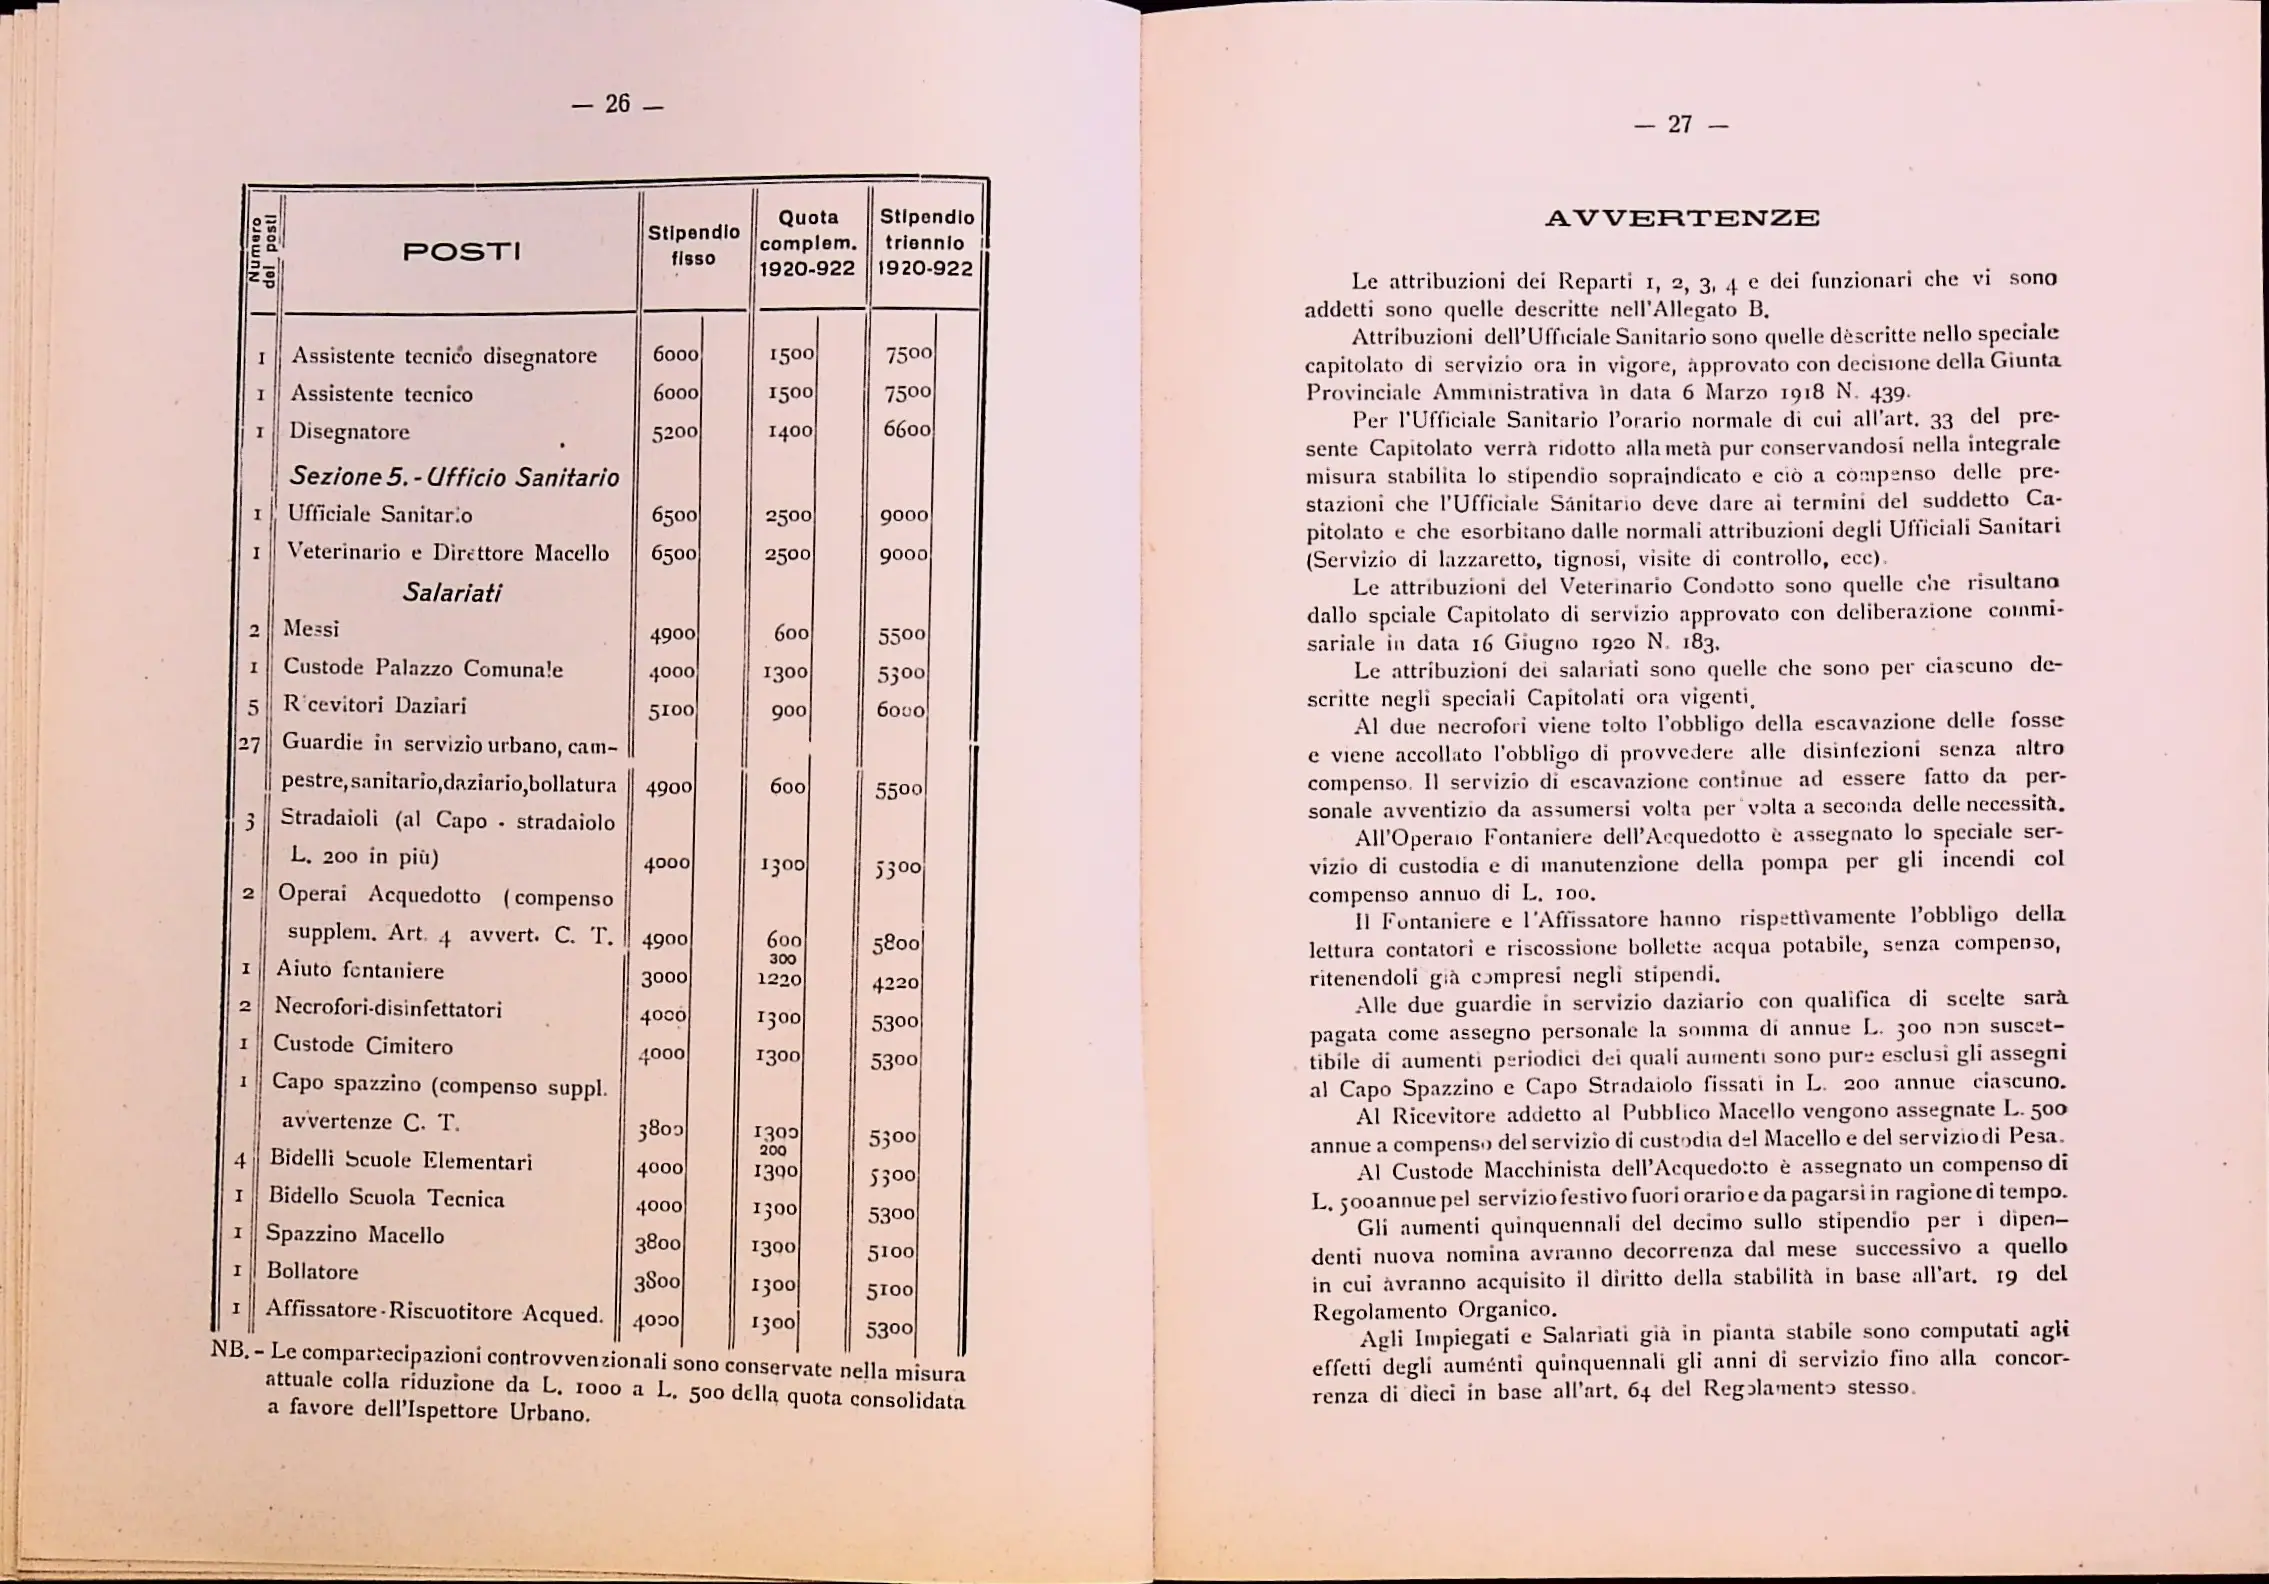 — 26 —
Numero dei posti
POSTI
Stipendio fisso
Quota complem. 1920-922
Stipendio triennio 1920-922
1 Assistente tecnico disegnatore 6000 1500 7500
1 Assistente tecnico 6000 1500 7500
1 Disegnatore 5200 1400 6600
Sezione 5. - Ufficio Sanitario
1 Ufficiale Sanitario 6500 2500 9000
1 Veterinario e Direttore Macello 6500 2500 9000
Salariati
2 Messi 4900 600 5500
1 Custode Palazzo Comunale 4000 1300 5300
5 Ricevitori Daziari 5100 900 6000
27 Guardie in servizio urbano, cam-
pestre, sanitario, daziario, bollatura 4900 600 5500
3 Stradaioli (al Capo - stradaiolo
L. 200 in più) 4000 1300 5300
2 Operai Acquedotto (compenso
supplem. Art. 4 avvert. C. T. 4900 600 5800
300
1 Aiuto fontaniere 3000 1220 4220
2 Necrofori-disinfettatori 4000 1300 5300
1 Custode Cimitero 4000 1300 5300
1 Capo spazzino (compenso suppl.
avvertenze C. T. 3800 1300 5300
200
4 Bidelli Scuole Elementari 4000 1300 5300
1 Bidello Scuola Tecnica 4000 1300 5300
1 Spazzino Macello 3800 1300 5100
1 Bollatore 3800 1300 5100
1 Affissatore-Riscuotitore Acqued. 4000 1300 5300
NB. - Le compartecipazioni controvvenzionali sono conservate nella misura
attuale colla riduzione da L. 1000 a L. 500 della quota consolidata
a favore dell'Ispettore Urbano.
— 27 —
AVVERTENZE
Le attribuzioni dei Reparti 1, 2, 3, 4 e dei funzionari che vi sono
addetti sono quelle descritte nell'Allegato B.
Attribuzioni dell'Ufficiale Sanitario sono quelle descritte nello speciale
capitolato di servizio ora in vigore, approvato con decisione della Giunta
Provinciale Amministrativa in data 6 Marzo 1918 N. 439.
Per l'Ufficiale Sanitario l'orario normale di cui all'art. 33 del pre-
sente Capitolato verrà ridotto alla metà pur conservandosi nella integrale
misura stabilita lo stipendio sopraindicato e ciò a compenso delle pre-
stazioni che l'Ufficiale Sanitario deve dare ai termini del suddetto Ca-
pitolato e che esorbitano dalle normali attribuzioni degli Ufficiali Sanitari
(Servizio di lazzaretto, tignosi, visite di controllo, ecc).
Le attribuzioni del Veterinario Condotto sono quelle che risultano
dallo spciale Capitolato di servizio approvato con deliberazione commi-
sariale in data 16 Giugno 1920 N. 183.
Le attribuzioni dei salariati sono quelle che sono per ciascuno de-
scritte negli speciali Capitolati ora vigenti.
Al due necrofori viene tolto l'obbligo della escavazione delle fosse
e viene accollato l'obbligo di provvedere alle disinfezioni senza altro
compenso. Il servizio di escavazione continue ad essere fatto da per-
sonale avventizio da assumersi volta per volta a seconda delle necessità.
All'Operaio Fontaniere dell'Acquedotto è assegnato lo speciale ser-
vizio di custodia e di manutenzione della pompa per gli incendi col
compenso annuo di L. 100.
Il Fontaniere e l'Affissatore hanno rispettivamente l'obbligo della
lettura contatori e riscossione bollette acqua potabile, senza compenso,
ritenendoli già compresi negli stipendi.
Alle due guardie in servizio daziario con qualifica di scelte sarà
pagata come assegno personale la somma di annue L. 300 non suscet-
tibile di aumenti periodici dei quali aumenti sono pure esclusi gli assegni
al Capo Spazzino e Capo Stradaiolo fissati in L. 200 annue ciascuno.
Al Ricevitore addetto al Pubblico Macello vengono assegnate L. 500
annue a compenso del servizio di custodia del Macello e del servizio di Pesa.
Al Custode Macchinista dell'Acquedotto è assegnato un compenso di
L. 500 annue pel servizio festivo fuori orario e da pagarsi in ragione di tempo.
Gli aumenti quinquennali del decimo sullo stipendio per i dipen-
denti nuova nomina avranno decorrenza dal mese successivo a quello
in cui avranno acquisito il diritto della stabilità in base all'art. 19 del
Regolamento Organico.
Agli Impiegati e Salariati già in pianta stabile sono computati agli
effetti degli auménti quinquennali gli anni di servizio fino alla concor-
renza di dieci in base all'art. 64 del Regolamento stesso.